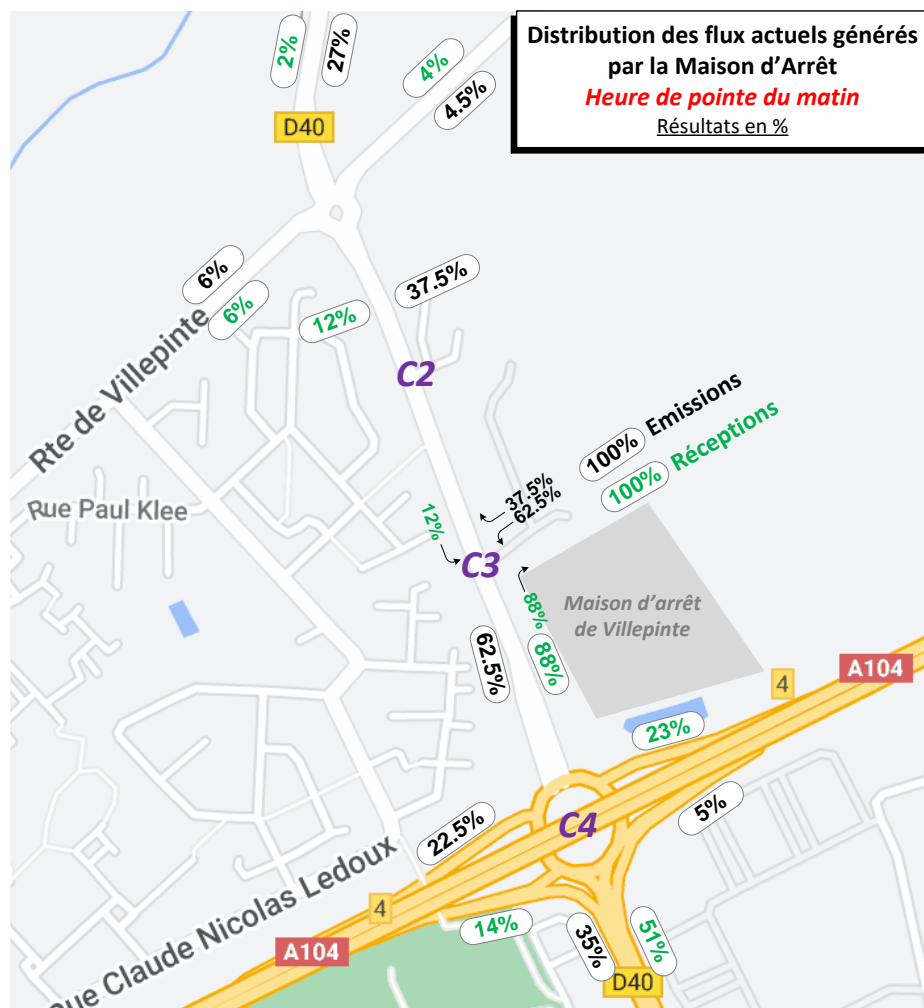 Distribution des flux actuels générés
par la Maison d'Arrêt
Heure de pointe du matin
Résultats en %
2%
27%
4%
4.5%
D40
6%
6%
12%
37.5%
C2
Rte de Villepinte
Rue Paul Klee
100% Emissions
100% Réceptions
37.5%
62.5%
12%
C3
88%
88%
62.5%
Maison d'arrêt
de Villepinte
A104
4
23%
5%
C4
22.5%
Rue Claude Nicolas Ledoux
4
A104
14%
35%
51%
D40